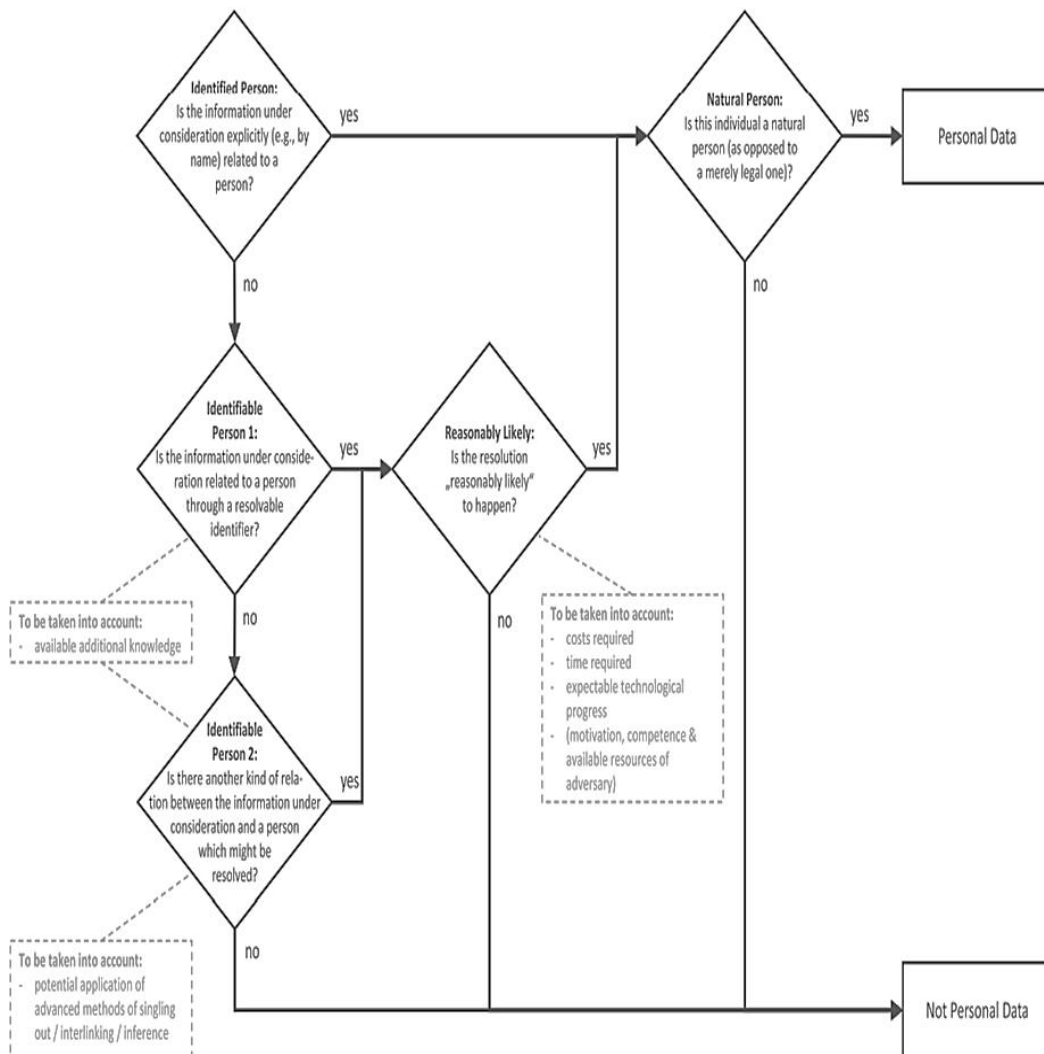 Identified Person:
Is the information under
consideration explicitly (e.g., by
name) related to a
person?
yes
no
Natural Person:
Is this individual a natural
person (as opposed to
a merely legal one)?
yes
no
Personal Data
Identifiable
Person 1:
Is the information under conside-
ration related to a person
through a resolvable
identifier?
yes
no
Reasonably Likely:
Is the resolution
„reasonably likely“
to happen?
yes
no
To be taken into account:
- available additional knowledge
To be taken into account:
- costs required
- time required
- expectable technological
progress
- (motivation, competence &
available resources of
adversary)
Identifiable
Person 2:
Is there another kind of rela-
tion between the information under
consideration and a person
which might be
resolved?
yes
no
To be taken into account:
- potential application of
advanced methods of singling
out / interlinking / inference
Not Personal Data